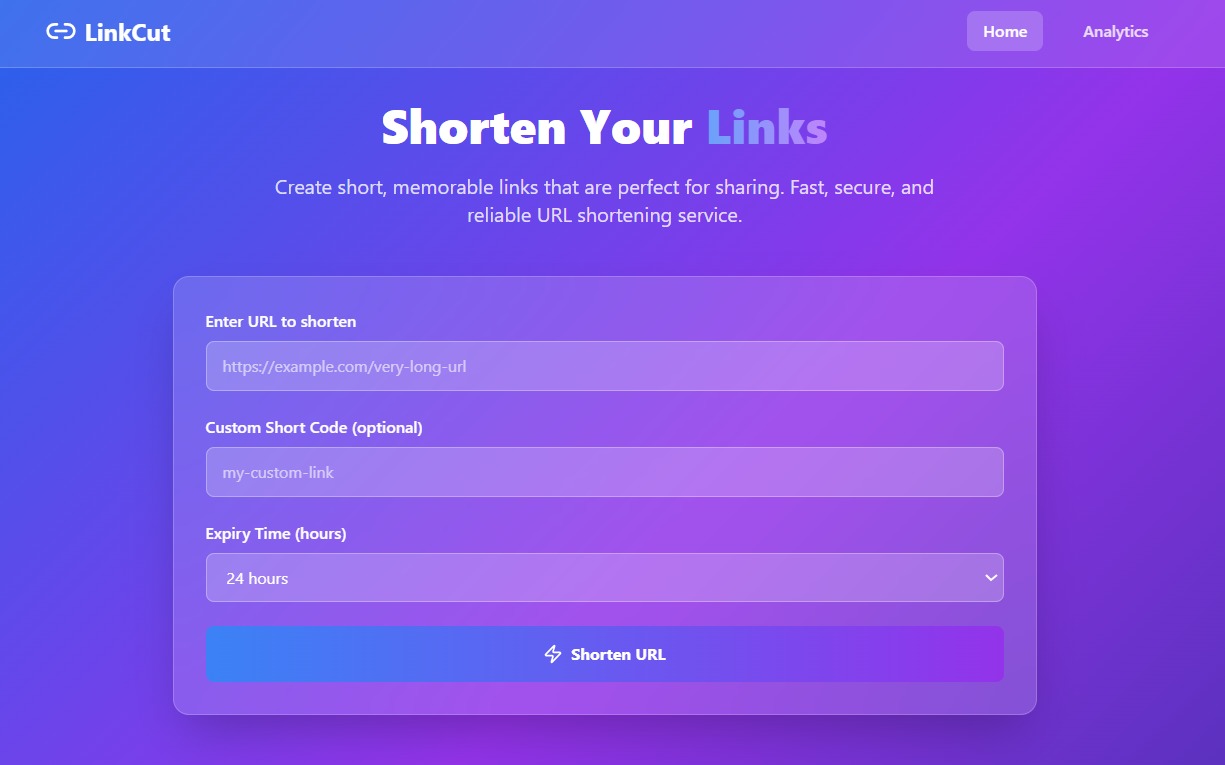 LinkCut
Home
Analytics
Shorten Your Links
Create short, memorable links that are perfect for sharing. Fast, secure, and
reliable URL shortening service.
Enter URL to shorten
https://example.com/very-long-url
Custom Short Code (optional)
my-custom-link
Expiry Time (hours)
24 hours
Shorten URL